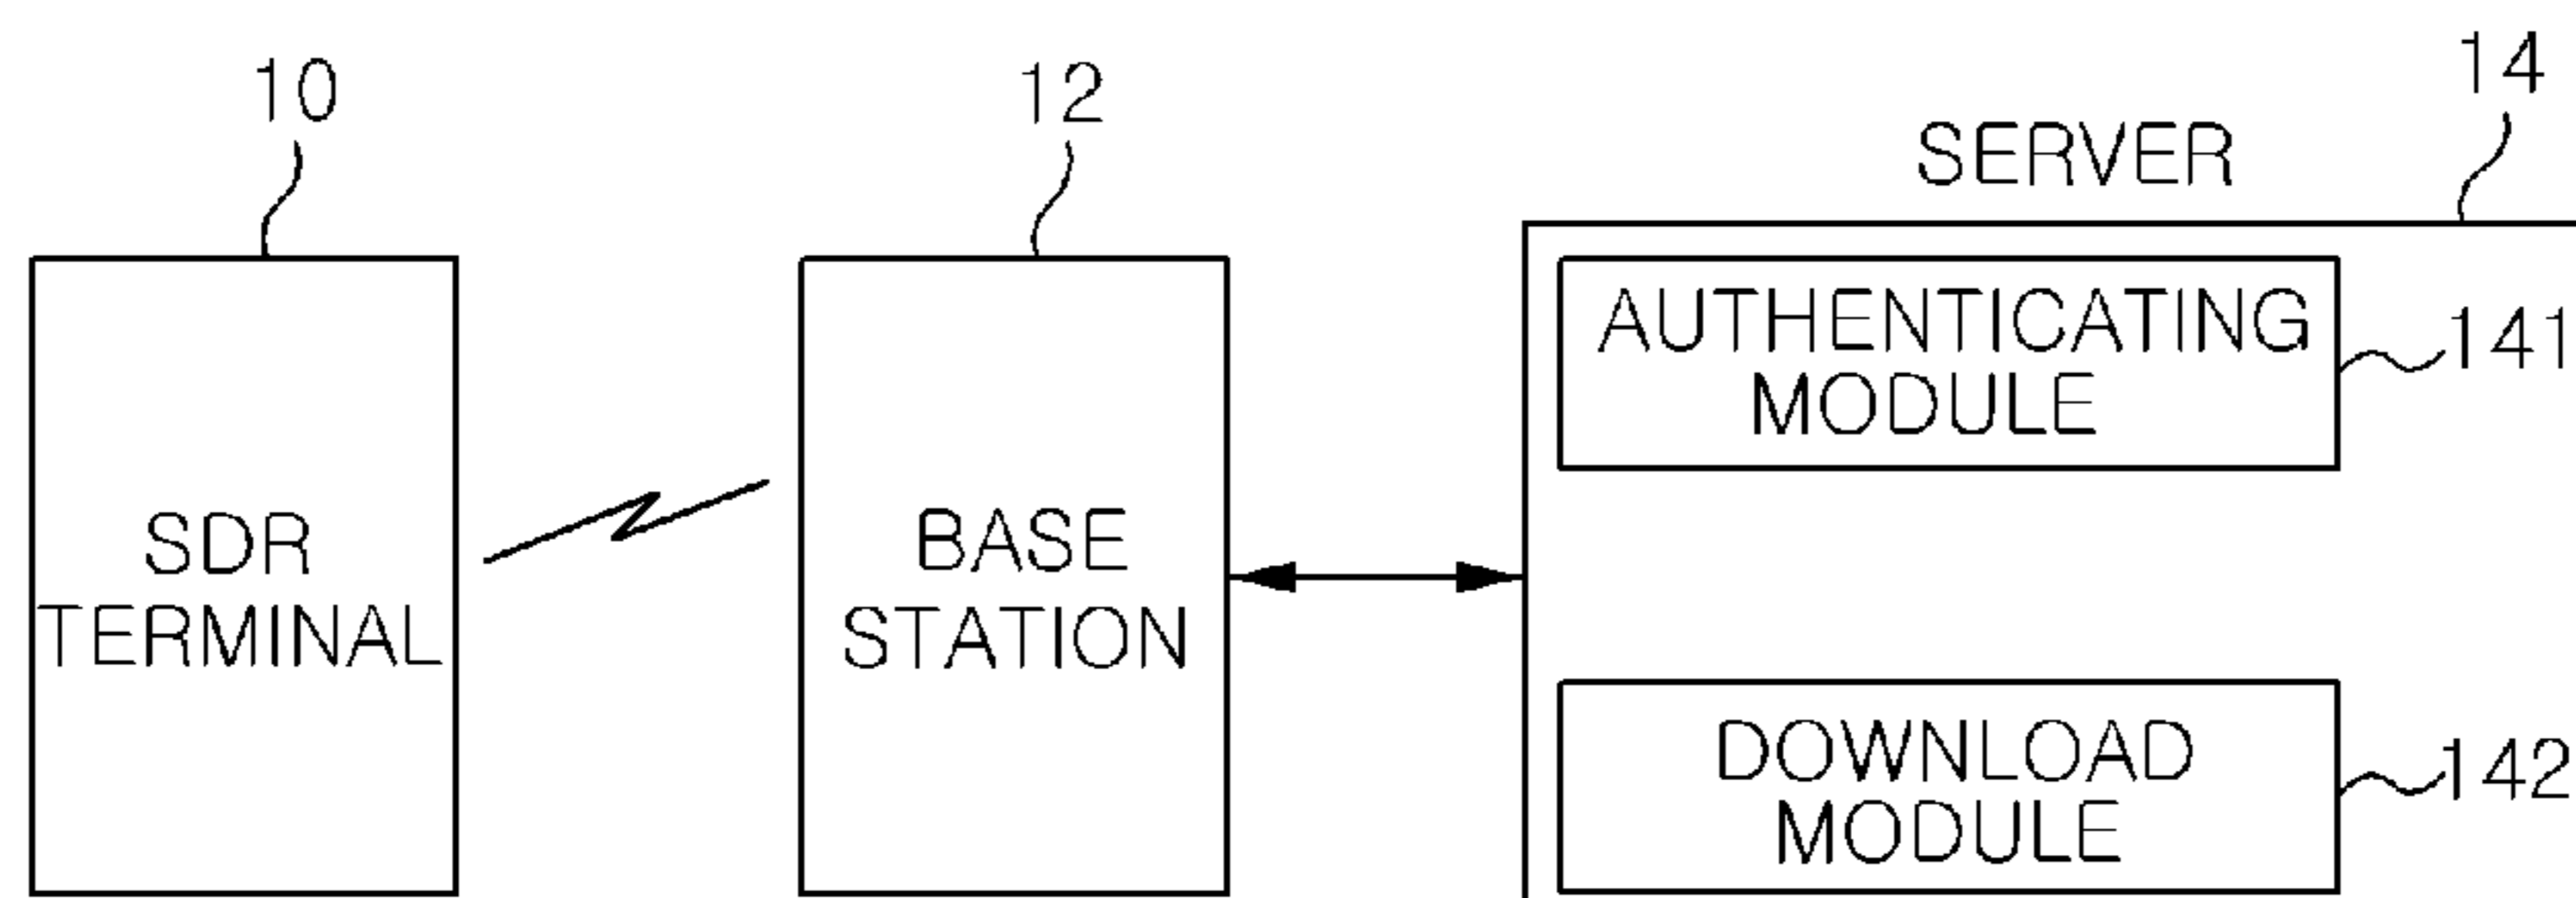 10
12
14
SERVER
AUTHENTICATING
MODULE
141
SDR
TERMINAL
BASE
STATION
DOWNLOAD
MODULE
142